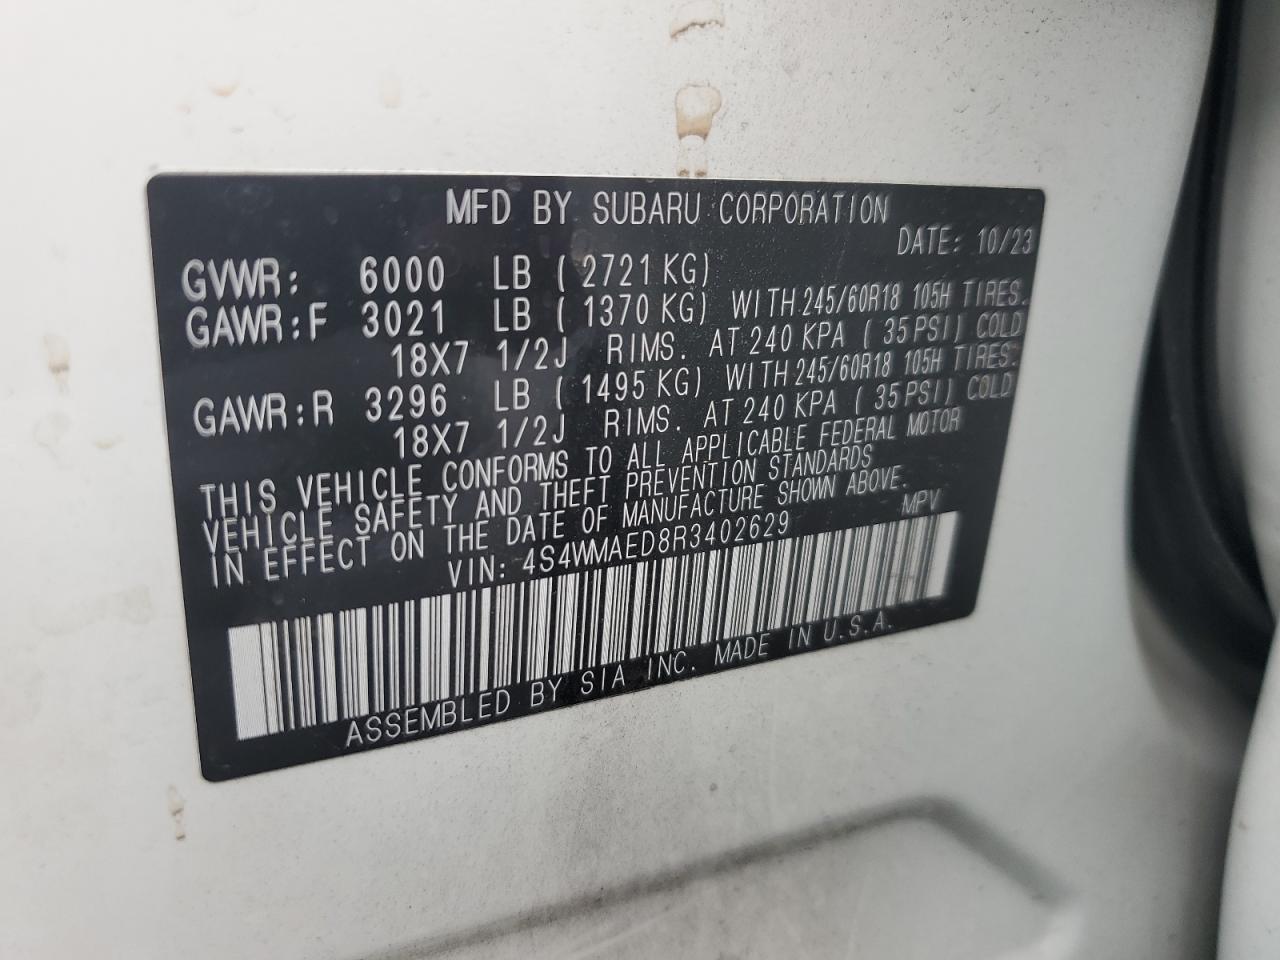 MFD BY SUBARU CORPORATION
DATE: 10/23
GVWR: 6000 LB (2721 KG)
GAWR:F 3021 LB (1370 KG) WITH 245/60R18 105H TIRES.
18X7 1/2J RIMS. AT 240 KPA (35 PSI) COLD
GAWR:R 3296 LB (1495 KG) WITH 245/60R18 105H TIRES.
18X7 1/2J RIMS. AT 240 KPA (35 PSI) COLD
THIS VEHICLE CONFORMS TO ALL APPLICABLE FEDERAL MOTOR
VEHICLE SAFETY AND THEFT PREVENTION STANDARDS
IN EFFECT ON THE DATE OF MANUFACTURE SHOWN ABOVE.
VIN: 4S4WMAED8R3402629 MPV
ASSEMBLED BY SIA INC. MADE IN U.S.A.